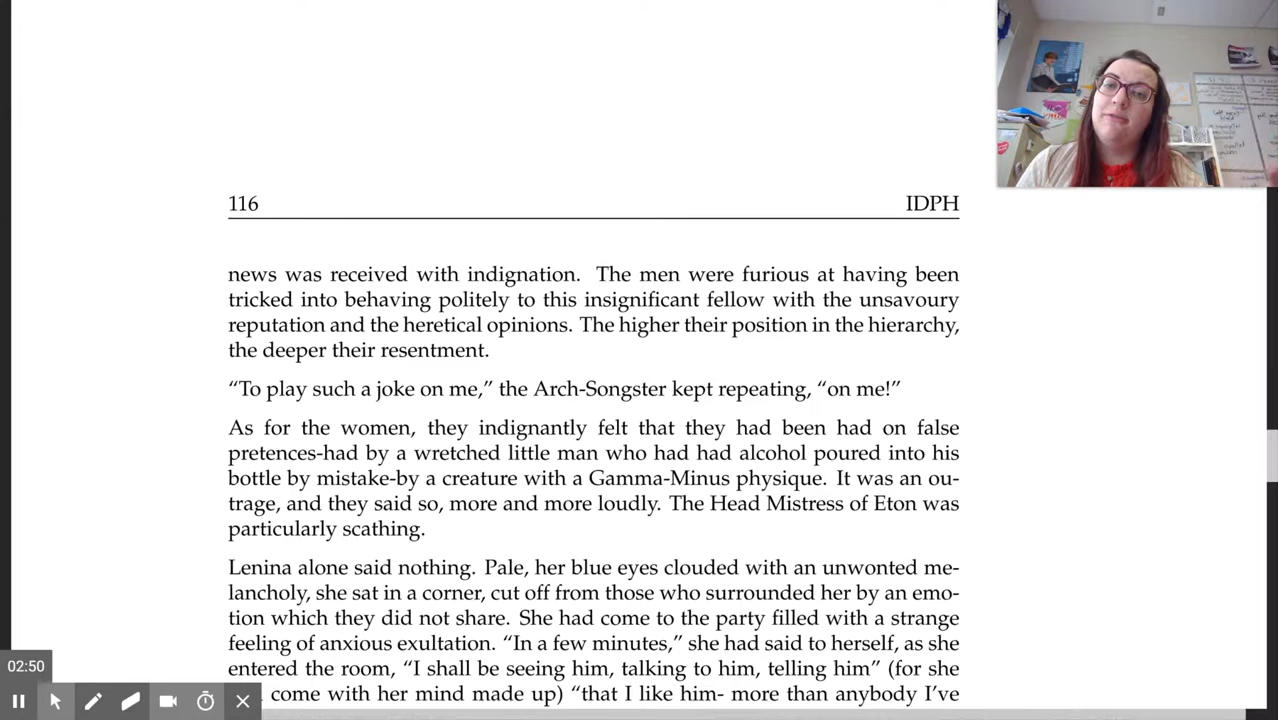 116 IDPH
news was received with indignation. The men were furious at having been
tricked into behaving politely to this insignificant fellow with the unsavoury
reputation and the heretical opinions. The higher their position in the hierarchy,
the deeper their resentment.
“To play such a joke on me,” the Arch-Songster kept repeating, “on me!”
As for the women, they indignantly felt that they had been had on false
pretences-had by a wretched little man who had had alcohol poured into his
bottle by mistake-by a creature with a Gamma-Minus physique. It was an ou-
trage, and they said so, more and more loudly. The Head Mistress of Eton was
particularly scathing.
Lenina alone said nothing. Pale, her blue eyes clouded with an unwonted me-
lancholy, she sat in a corner, cut off from those who surrounded her by an emo-
tion which they did not share. She had come to the party filled with a strange
feeling of anxious exultation. “In a few minutes,” she had said to herself, as she
entered the room, “I shall be seeing him, talking to him, telling him” (for she
come with her mind made up) “that I like him- more than anybody I’ve
02:50